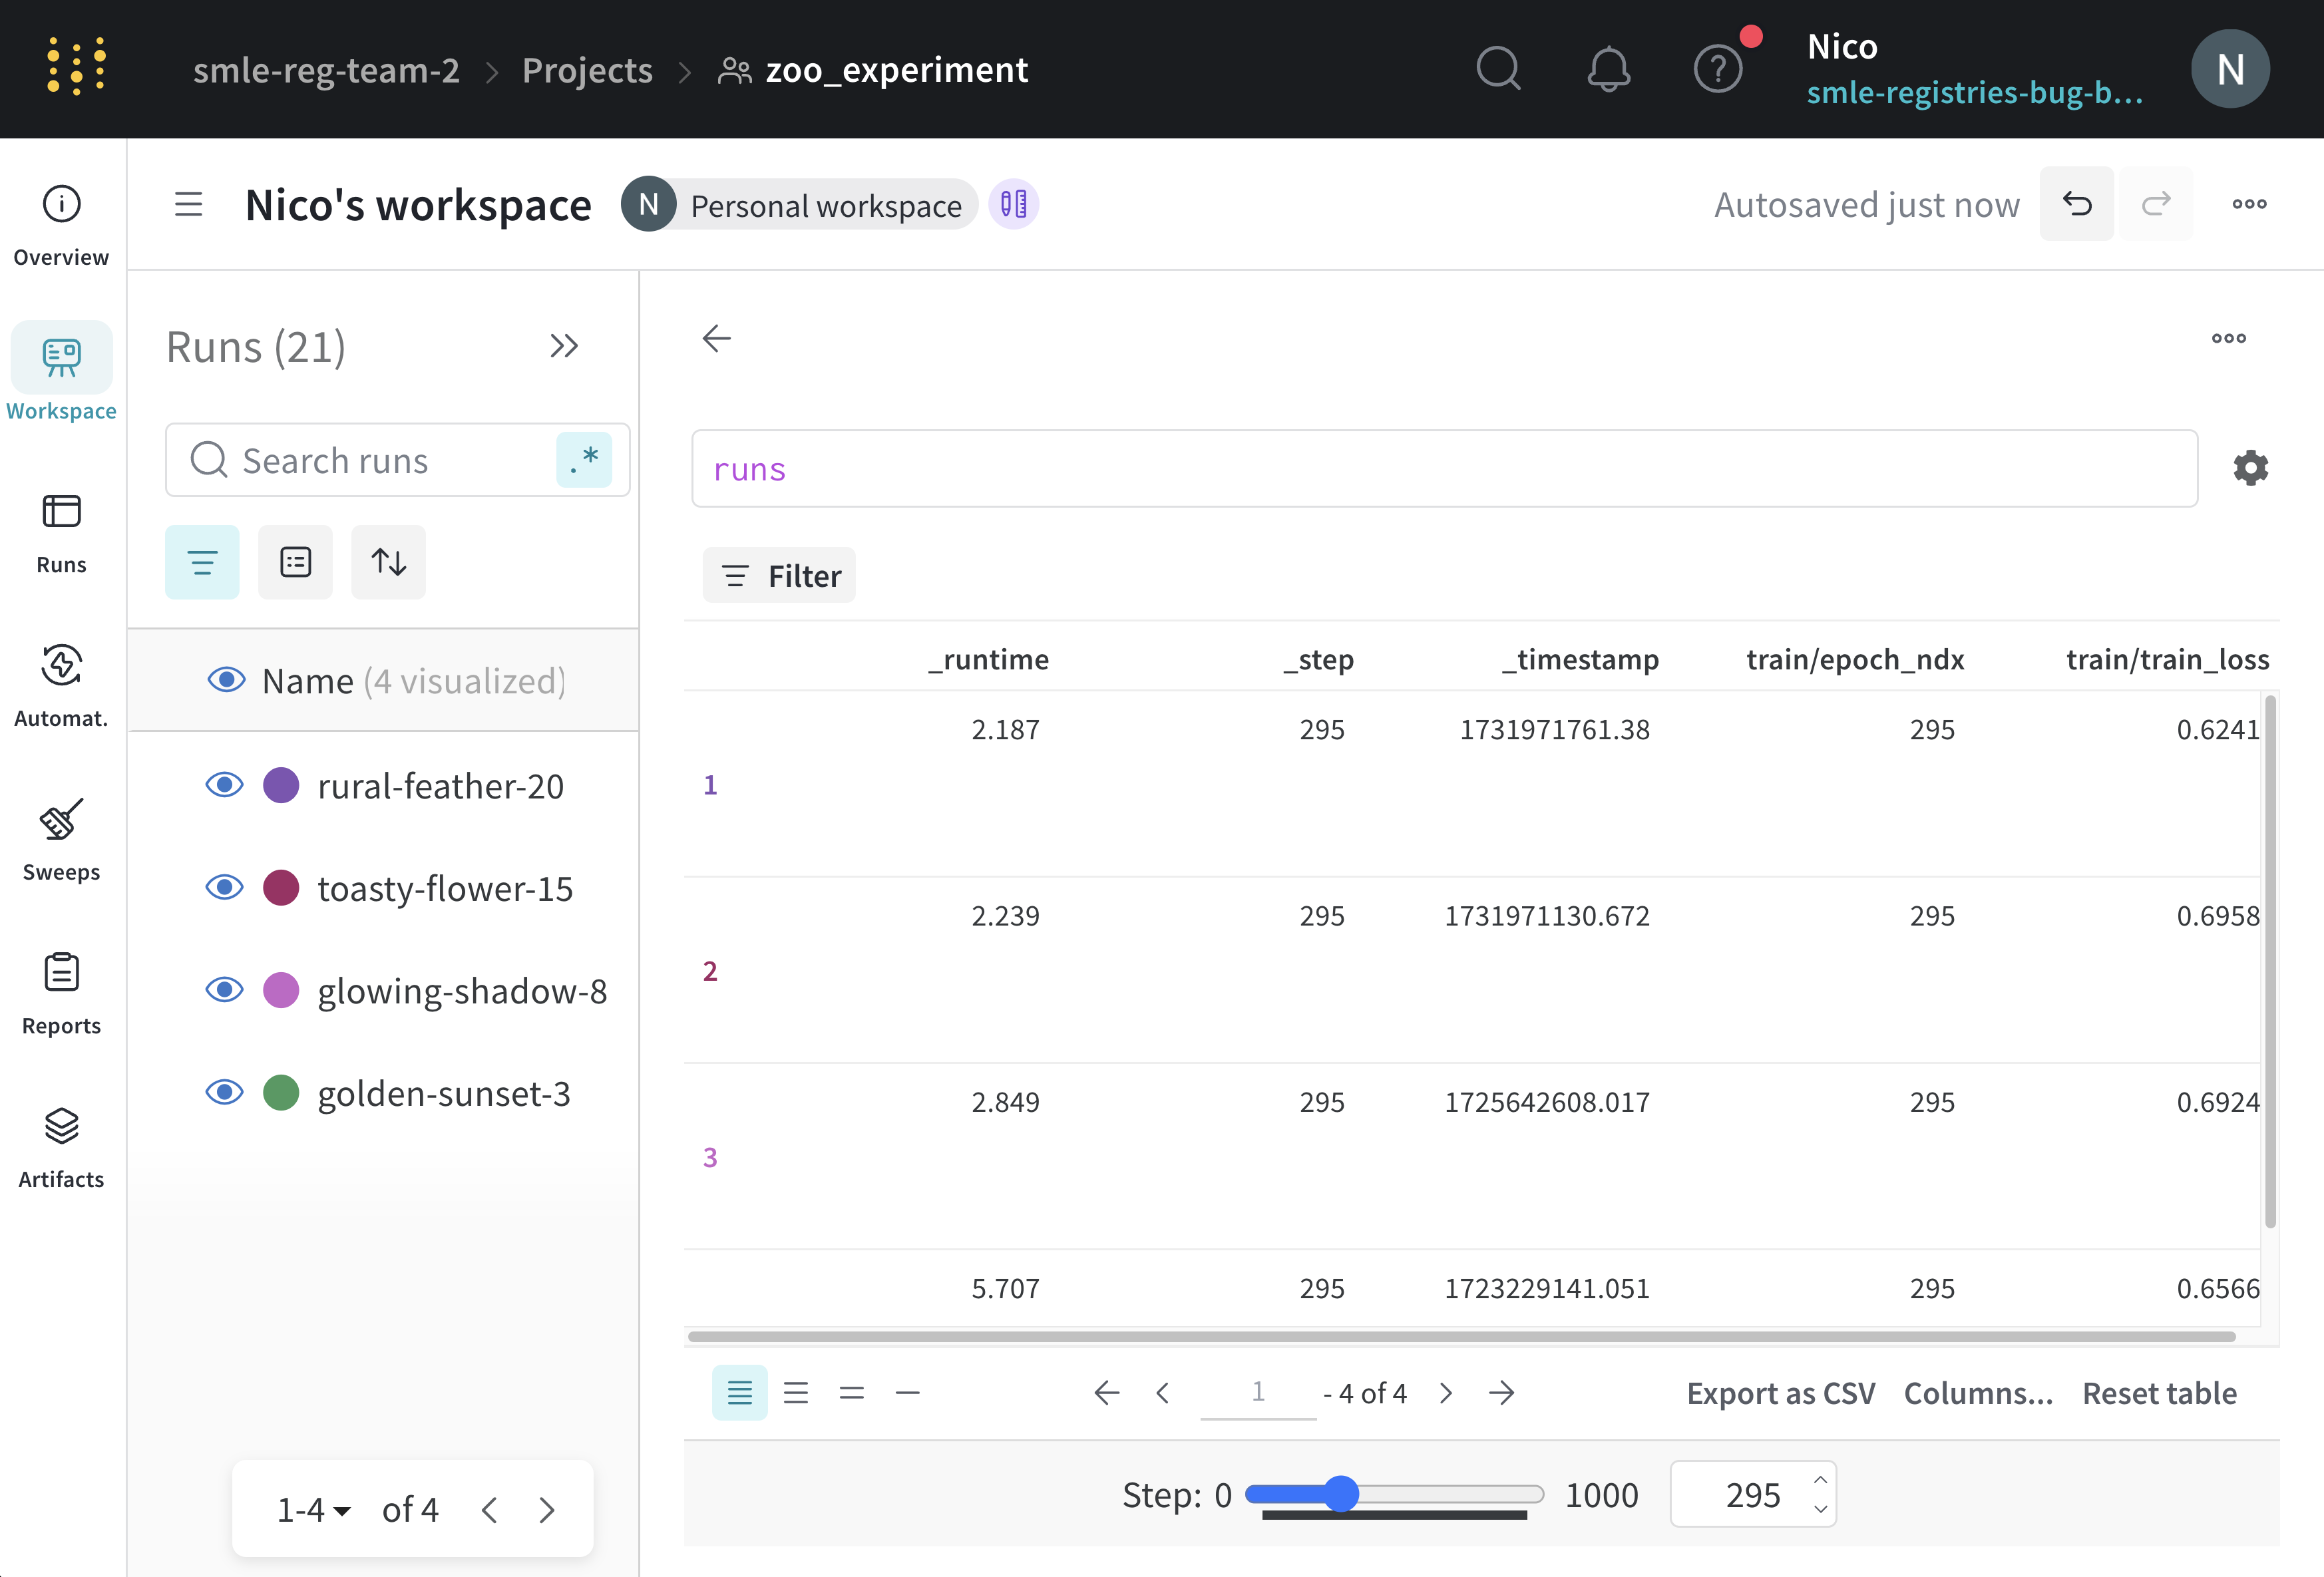 smle-reg-team-2 > Projects > zoo_experiment
Nico
smle-registries-bug-b...
N
Overview
Workspace
Runs
Automat.
Sweeps
Reports
Artifacts
Nico's workspace
N Personal workspace
Autosaved just now
Runs (21)
Search runs
.*
Name (4 visualized)
rural-feather-20
toasty-flower-15
glowing-shadow-8
golden-sunset-3
1-4 of 4
runs
Filter
_runtime _step _timestamp train/epoch_ndx train/train_loss
1 2.187 295 1731971761.38 295 0.6241
2 2.239 295 1731971130.672 295 0.6958
3 2.849 295 1725642608.017 295 0.6924
5.707 295 1723229141.051 295 0.6566
1 - 4 of 4
Export as CSV Columns... Reset table
Step: 0 1000 295